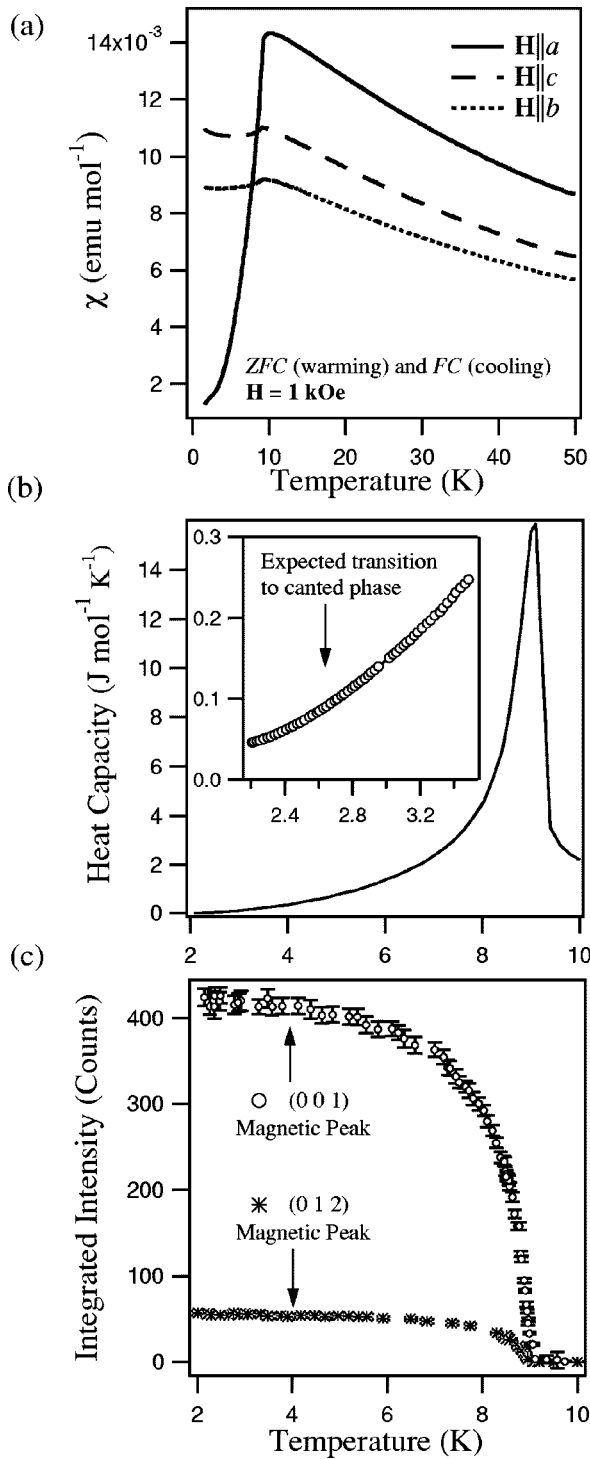 (a)
14x10⁻³
12
10
8
6
4
2
χ (emu mol⁻¹)
H||a
H||c
H||b
ZFC (warming) and FC (cooling)
H = 1 kOe
0 10 20 30 40 50
Temperature (K)
(b)
14
12
10
8
6
4
2
0
Heat Capacity (J mol⁻¹ K⁻¹)
0.3
0.2
0.1
0.0
Expected transition
to canted phase
2.4 2.8 3.2
2 4 6 8 10
(c)
400
300
200
100
0
Integrated Intensity (Counts)
(0 0 1)
Magnetic Peak
(0 1 2)
Magnetic Peak
2 4 6 8 10
Temperature (K)